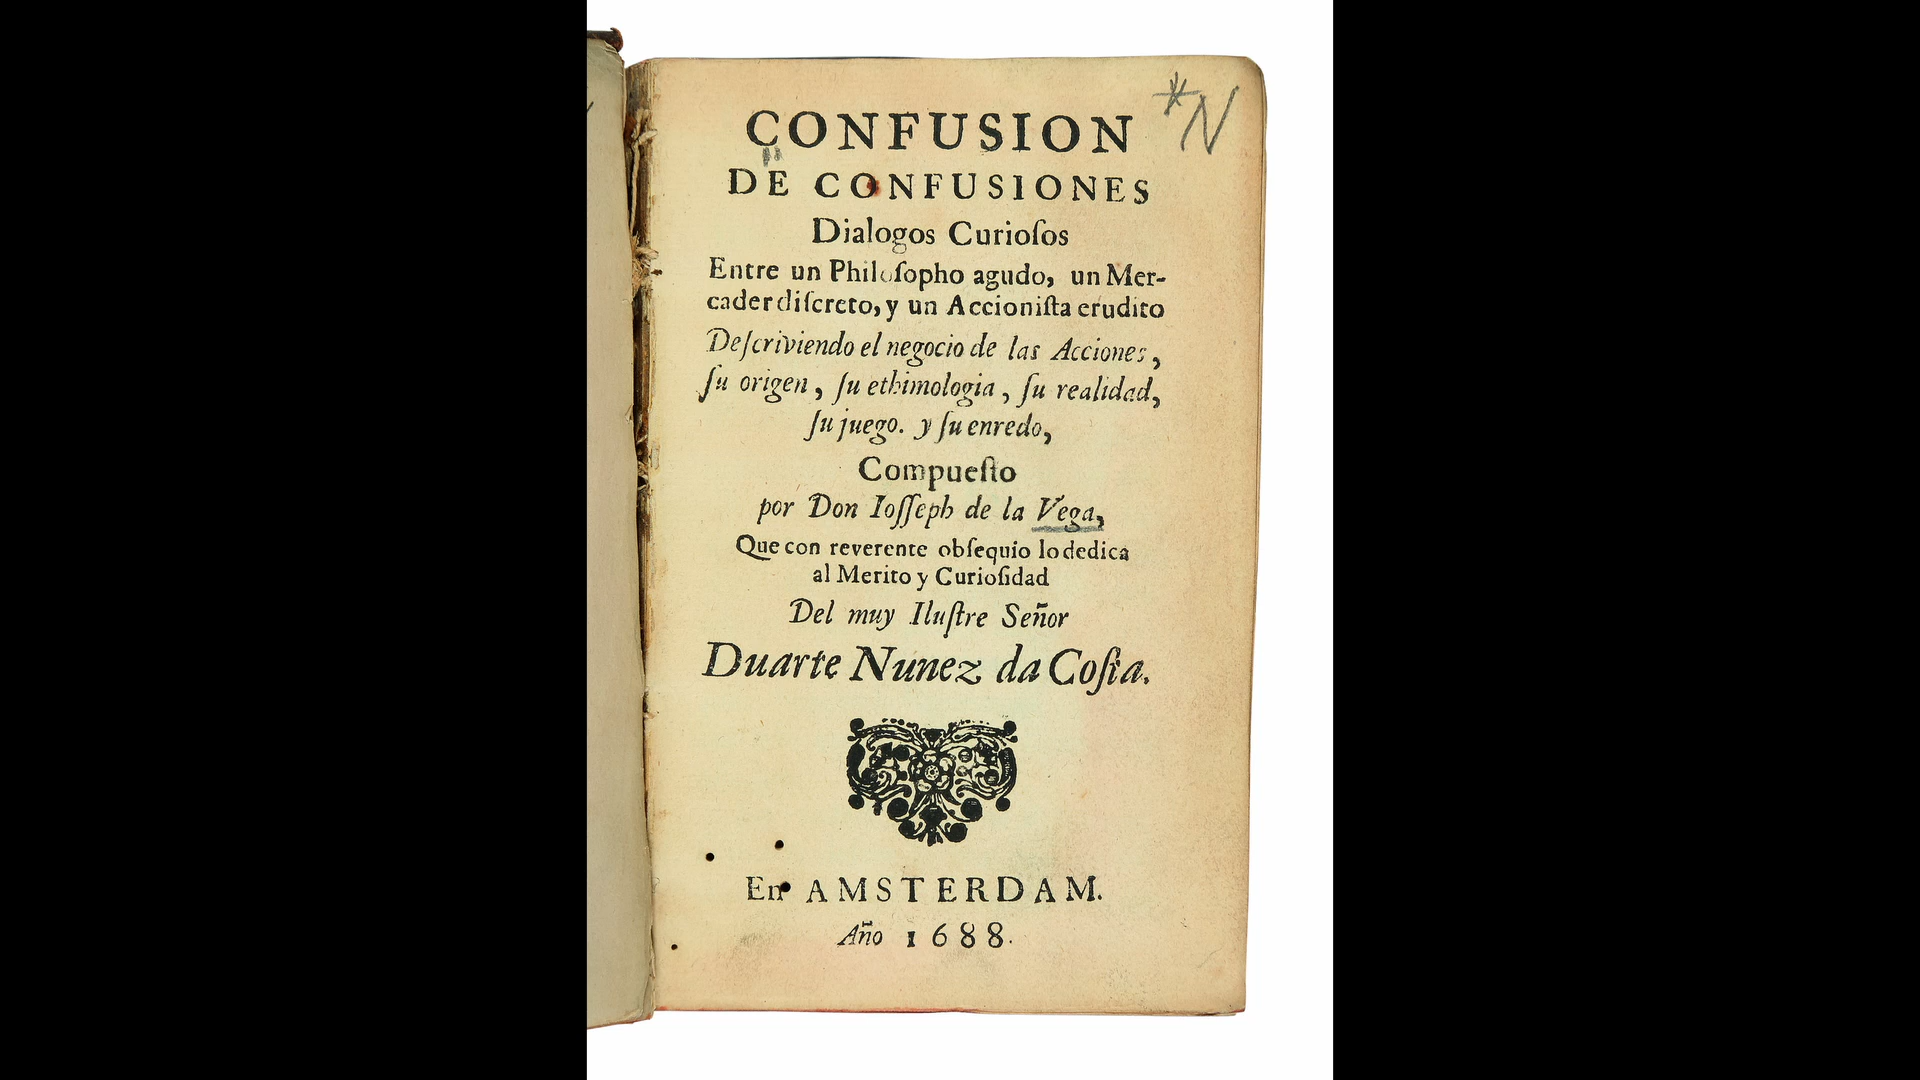 *N
CONFUSION
DE CONFUSIONES
Dialogos Curioſos
Entre un Philoſopho agudo, un Mer-
cader diſcreto, y un Accioniſta erudito
Deſcriviendo el negocio de las Acciones,
ſu origen, ſu ethimologia, ſu realidad,
ſu juego. y ſu enredo,
Compueſto
por Don Ioſſeph de la Vega,
Que con reverente obſequio lo dedica
al Merito y Curioſidad
Del muy Iluſtre Señor
Duarte Nunez da Coſta.
En AMSTERDAM.
Año 1688.